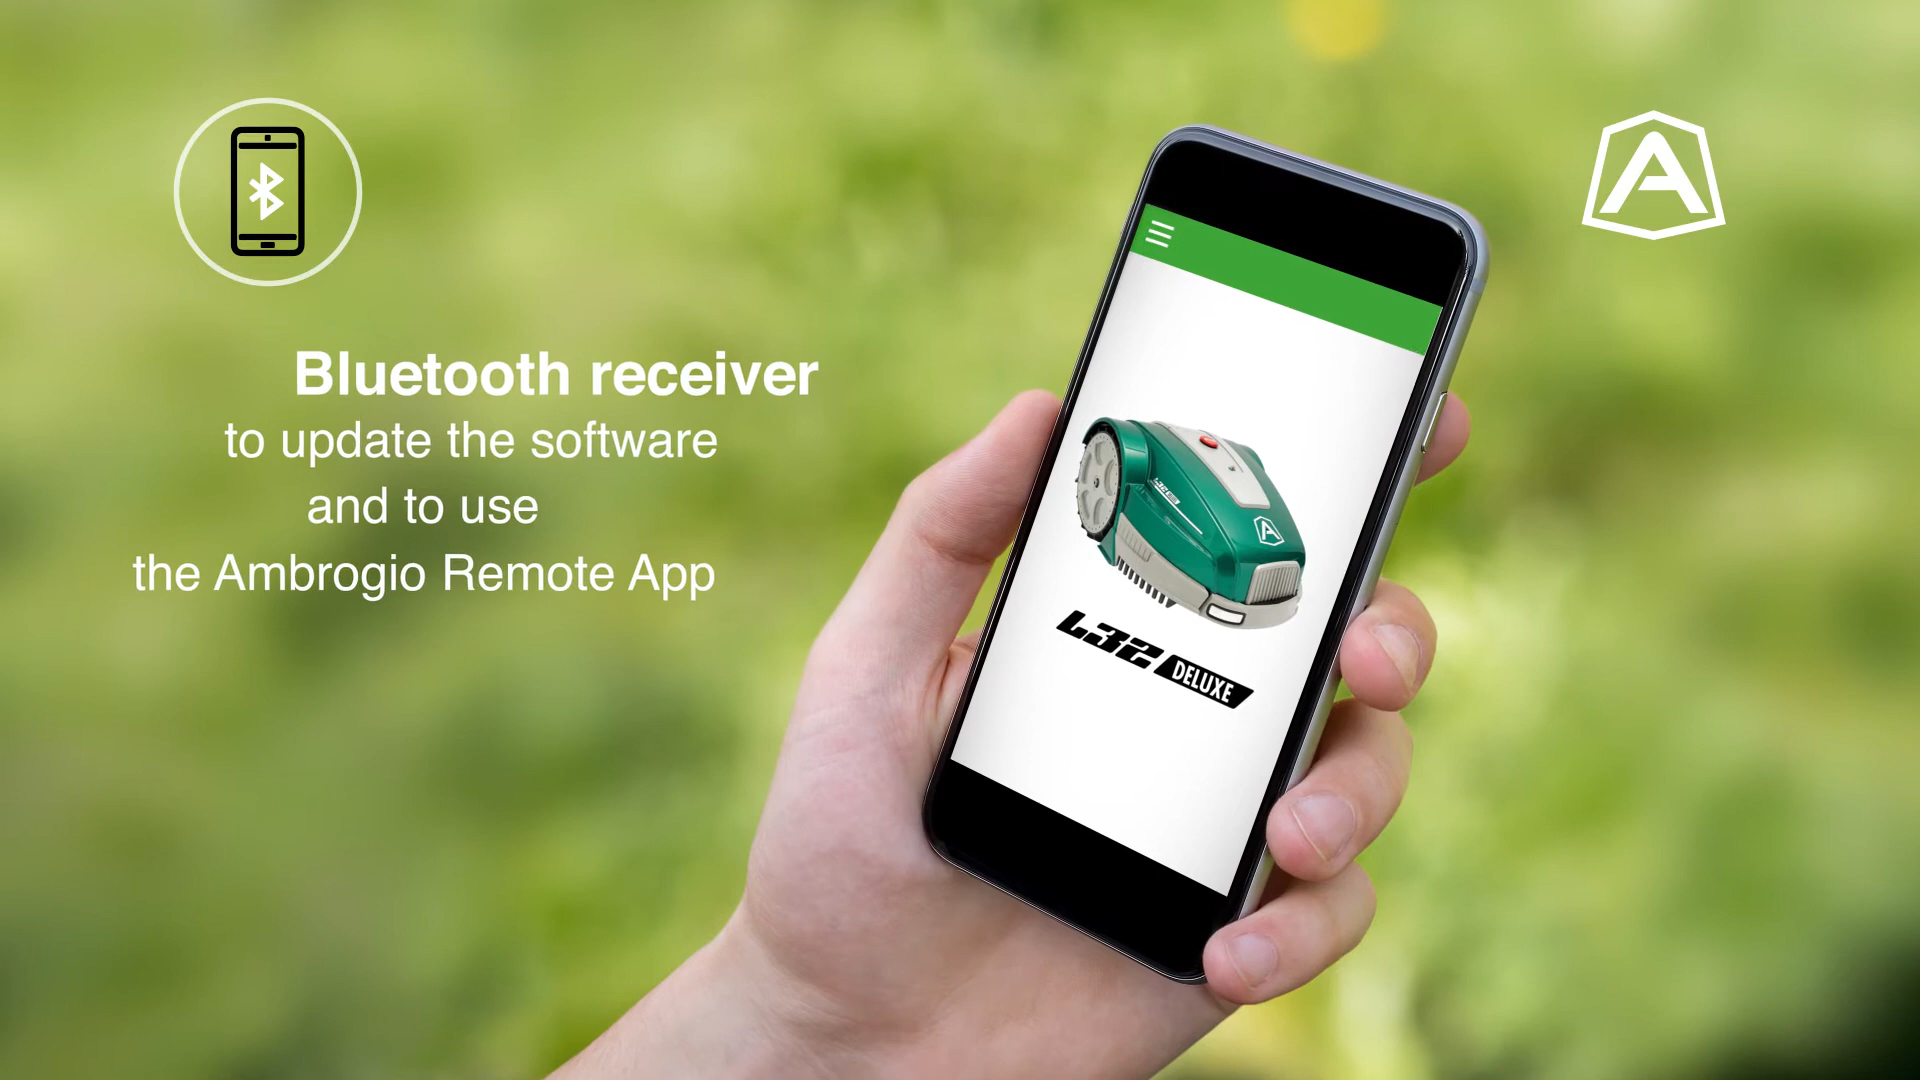 Bluetooth receiver
to update the software
and to use
the Ambrogio Remote App
L32 DELUXE